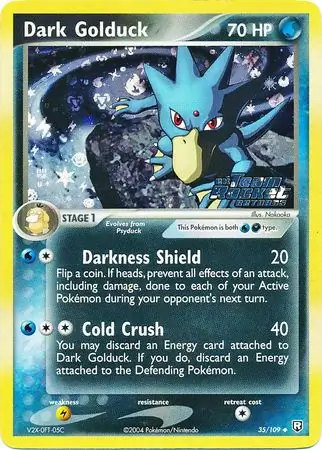 Dark Golduck
70 HP
EX Team
Rocket
RETURNS
Illus. Nakaoka
STAGE 1
Evolves from
Psyduck
This Pokémon is both type.
Darkness Shield 20
Flip a coin. If heads, prevent all effects of an attack,
including damage, done to each of your Active
Pokémon during your opponent's next turn.
Cold Crush 40
You may discard an Energy card attached to
Dark Golduck. If you do, discard an Energy
attached to the Defending Pokémon.
weakness
resistance
retreat cost
V2X-0FT-05C
©2004 Pokémon/Nintendo
35/109
R